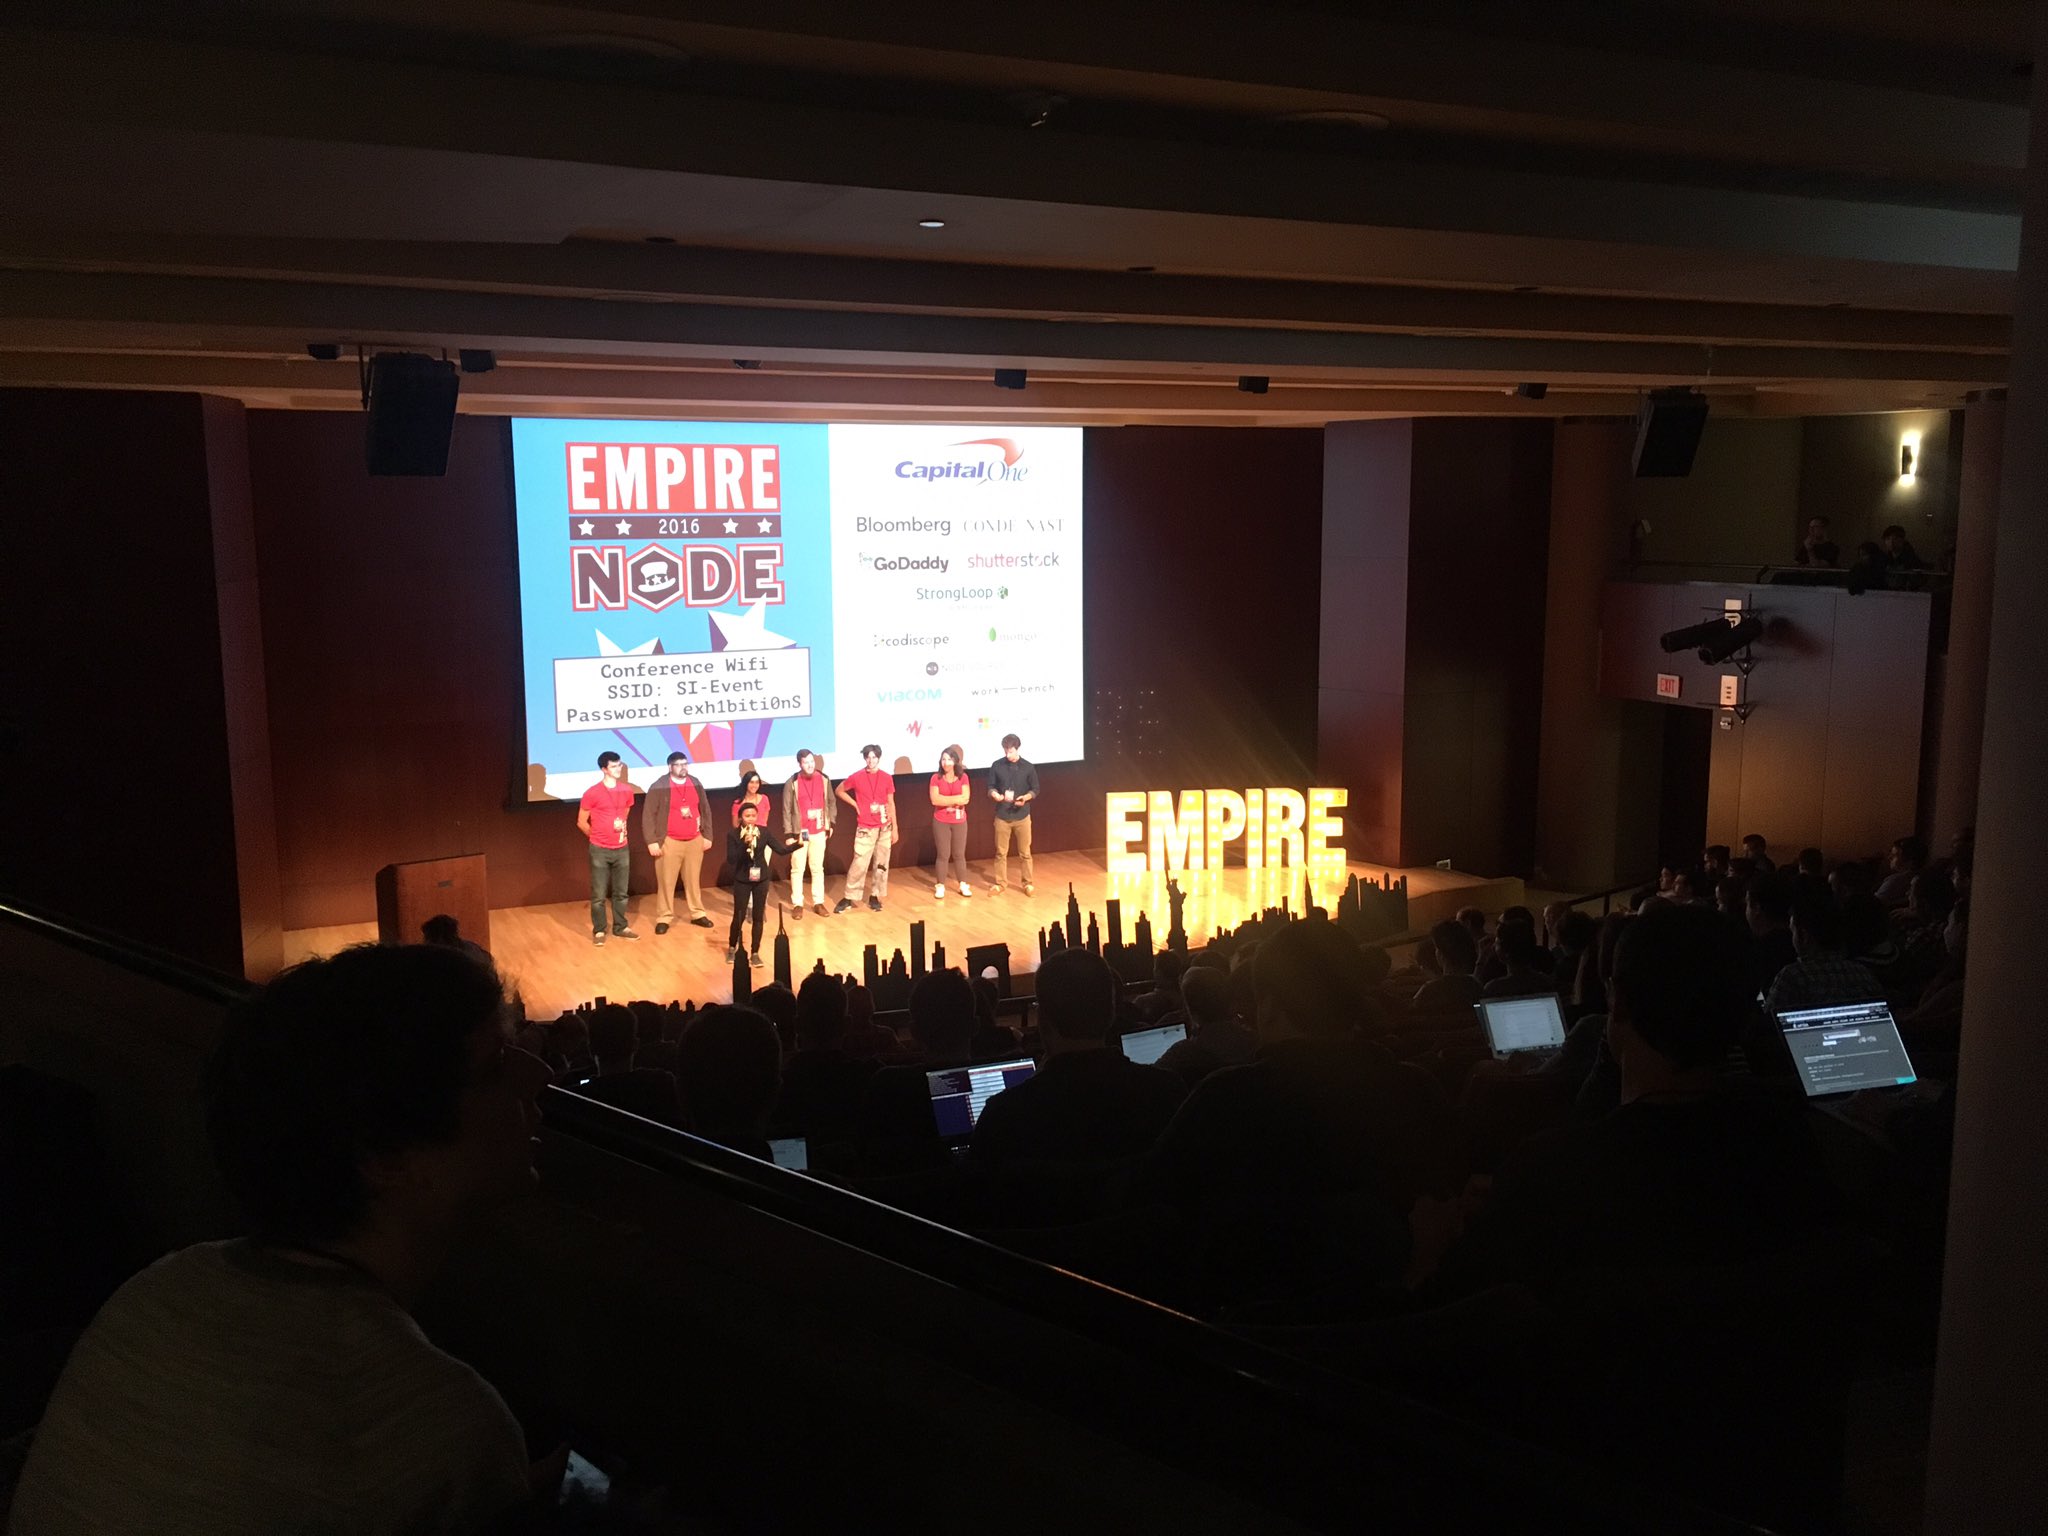 EMPIRE
2016
NODE
Conference Wifi
SSID: SI-Event
Password: exh1biti0nS
Capital One
Bloomberg CONDE NAST
GoDaddy shutterstock
StrongLoop
codiscope mongo
viacom work bench
EMPIRE
EXIT